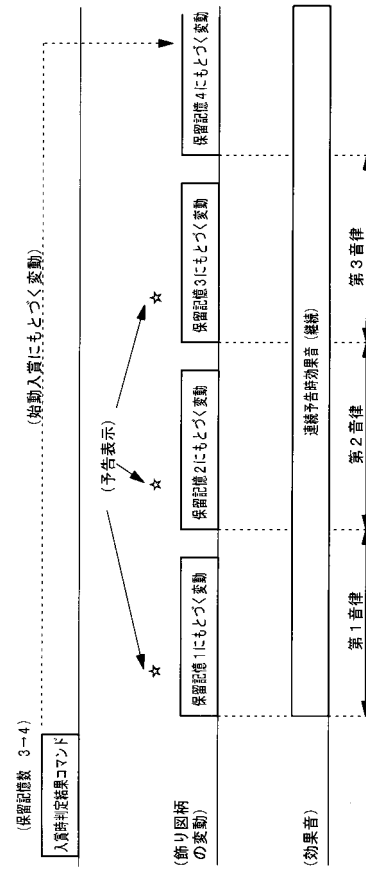 (保留記憶数　3→4)
入賞時判定結果コマンド
(始動入賞にもとづく変動)
(予告表示)
(飾り図柄
の変動)
保留記憶1にもとづく変動
保留記憶2にもとづく変動
保留記憶3にもとづく変動
保留記憶4にもとづく変動
(効果音)
連続予告時効果音(継続)
第1音律
第2音律
第3音律